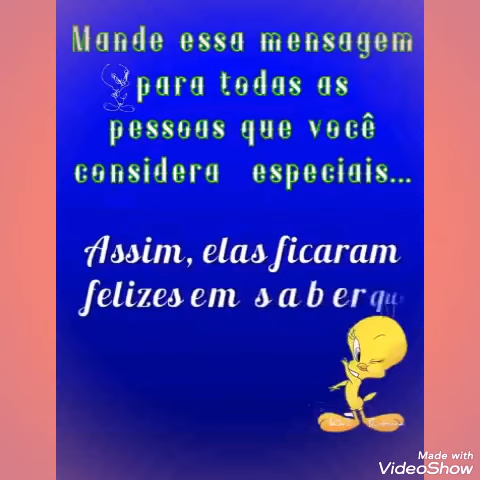 Mande essa mensagem
para todas as
pessoas que você
considera especiais...
Assim, elas ficaram
felizes em saber qu
Made with
VideoShow